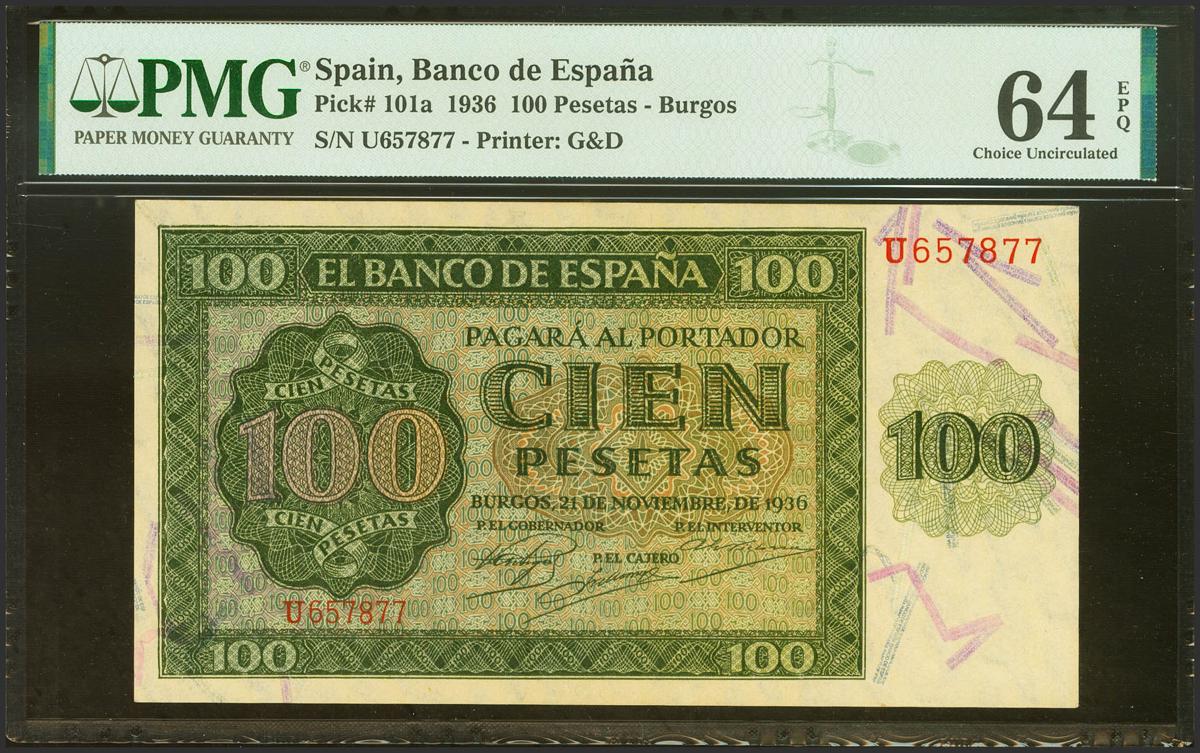 PMG®
PAPER MONEY GUARANTY
Spain, Banco de España
Pick# 101a 1936 100 Pesetas - Burgos
S/N U657877 - Printer: G&D
64 EPQ
Choice Uncirculated
100 EL BANCO DE ESPAÑA 100
U657877
PAGARÁ AL PORTADOR
CIEN PESETAS
100
CIEN PESETAS
CIEN
PESETAS
100
BURGOS, 21 DE NOVIEMBRE, DE 1936
P. EL GOBERNADOR P. EL INTERVENTOR
P. EL CAJERO
U657877
100 100